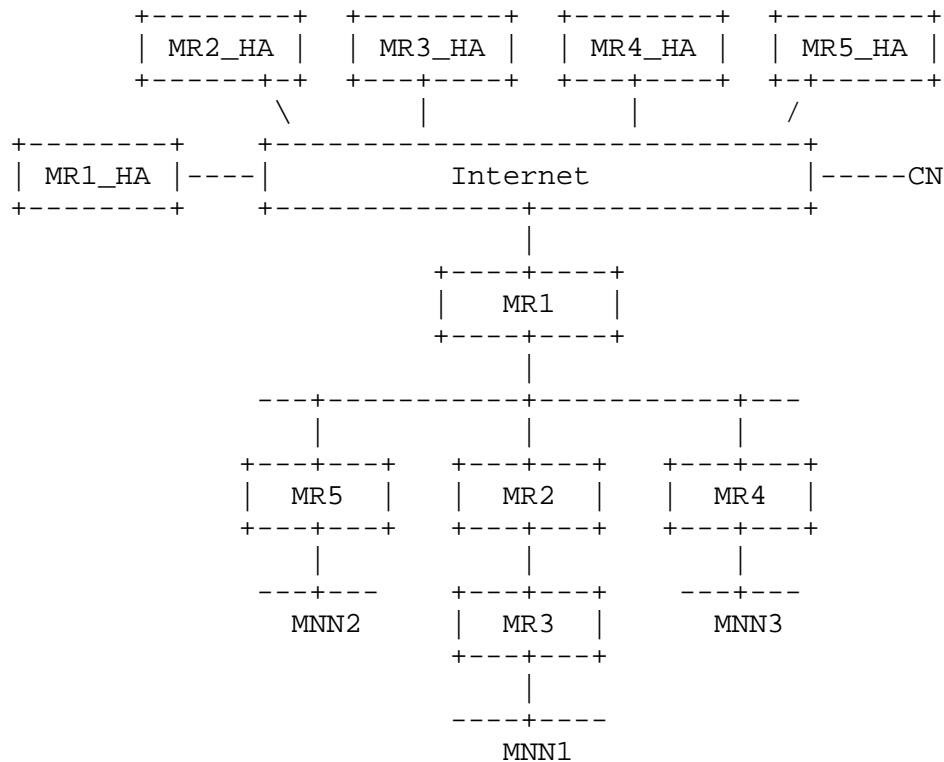 MR2_HA MR3_HA MR4_HA MR5_HA
MR1_HA Internet CN
MR1
MR5 MR2 MR4
MNN2 MR3 MNN3
MNN1